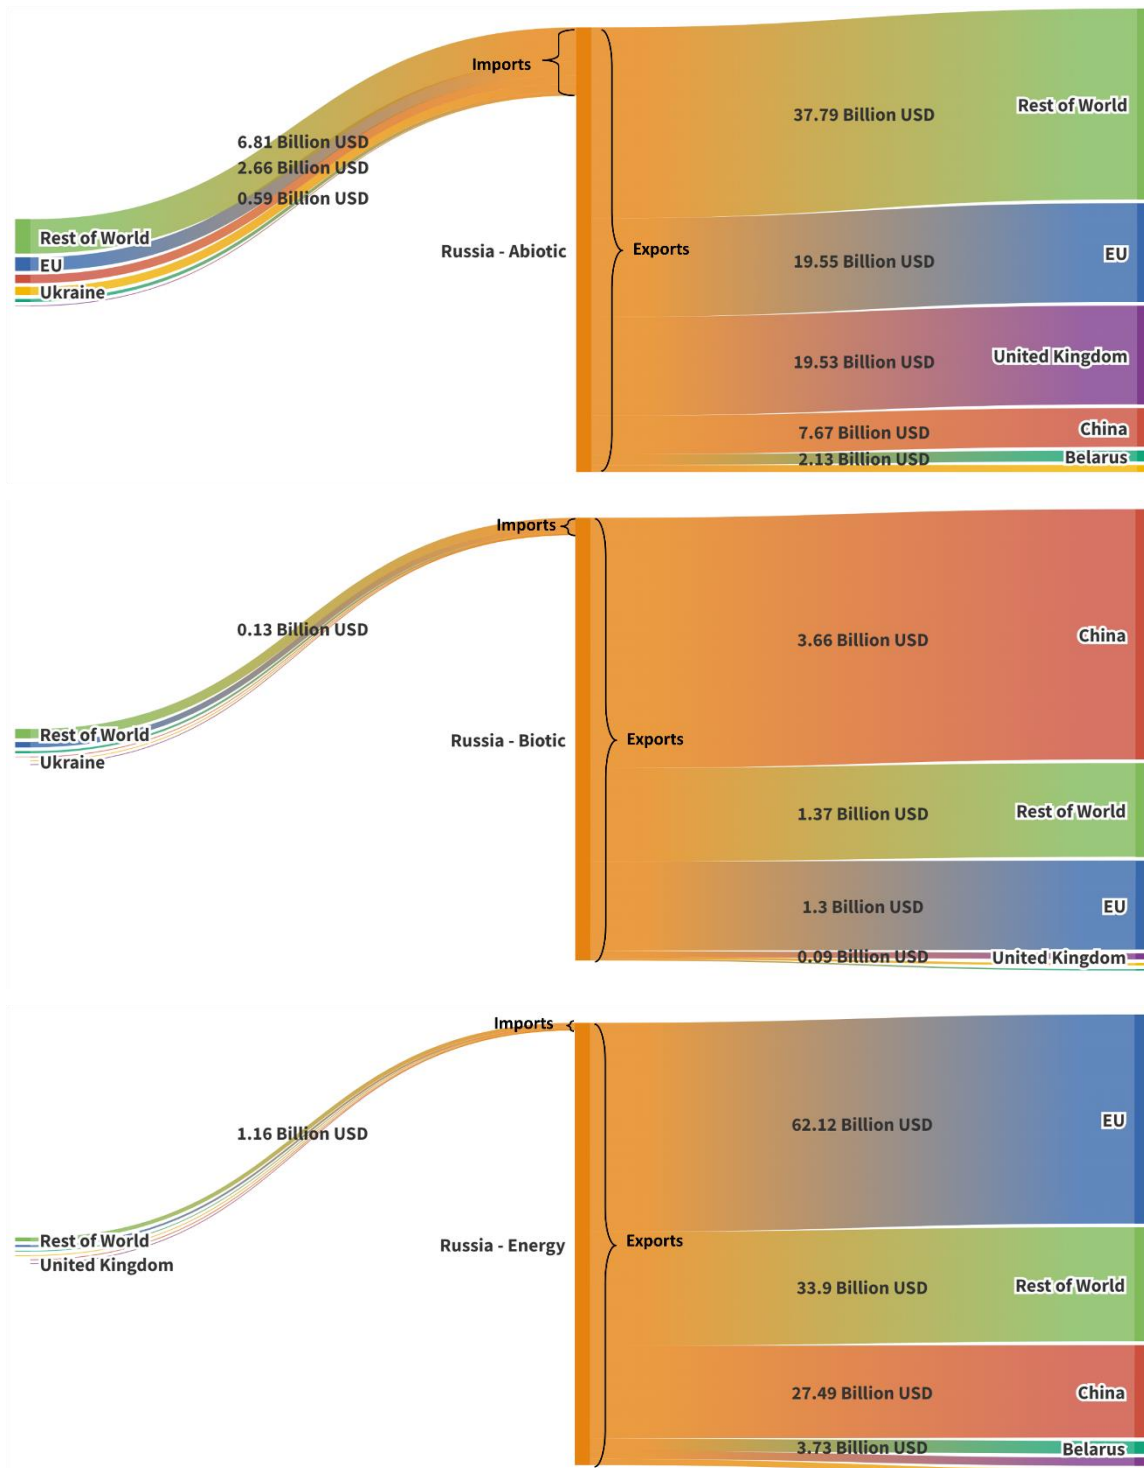 Imports
6.81 Billion USD
2.66 Billion USD
0.59 Billion USD
Rest of World
EU
Ukraine
Russia - Abiotic
Exports
37.79 Billion USD
Rest of World
19.55 Billion USD
EU
19.53 Billion USD
United Kingdom
7.67 Billion USD
China
2.13 Billion USD
Belarus
Imports
0.13 Billion USD
Rest of World
Ukraine
Russia - Biotic
Exports
3.66 Billion USD
China
1.37 Billion USD
Rest of World
1.3 Billion USD
EU
0.09 Billion USD
United Kingdom
Imports
1.16 Billion USD
Rest of World
United Kingdom
Russia - Energy
Exports
62.12 Billion USD
EU
33.9 Billion USD
Rest of World
27.49 Billion USD
China
3.73 Billion USD
Belarus